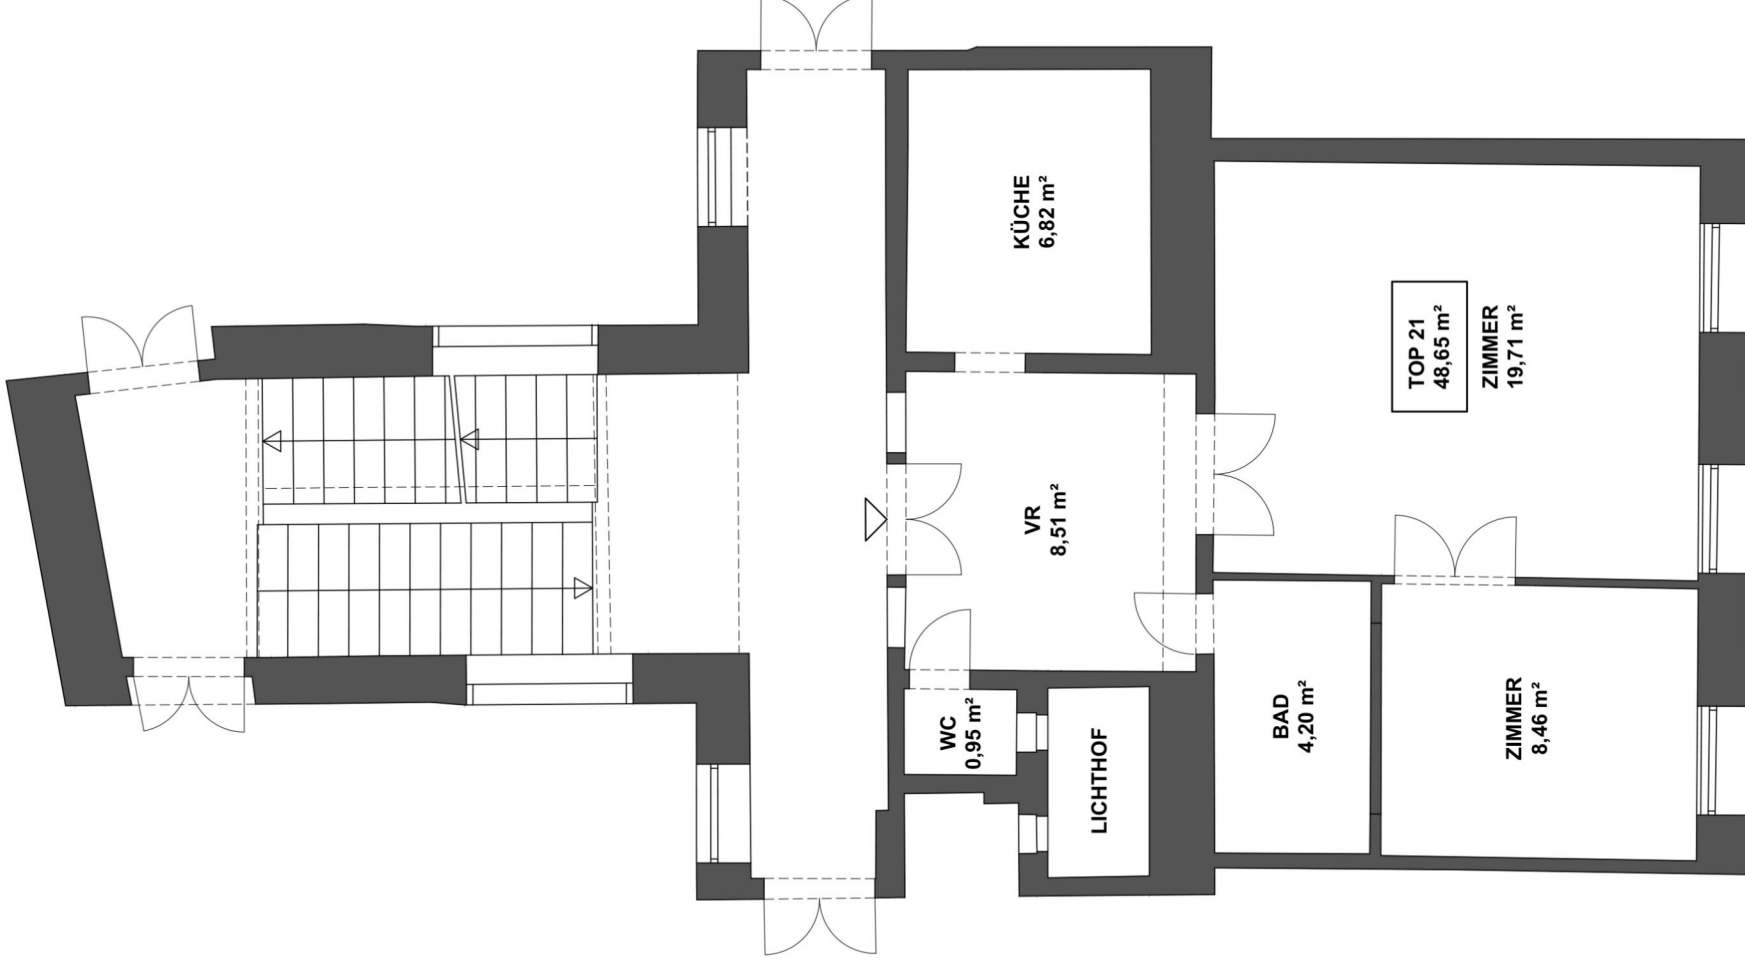 KÜCHE
6,82 m²
TOP 21
48,65 m²
ZIMMER
19,71 m²
VR
8,51 m²
WC
0,95 m²
LICHTHOF
BAD
4,20 m²
ZIMMER
8,46 m²